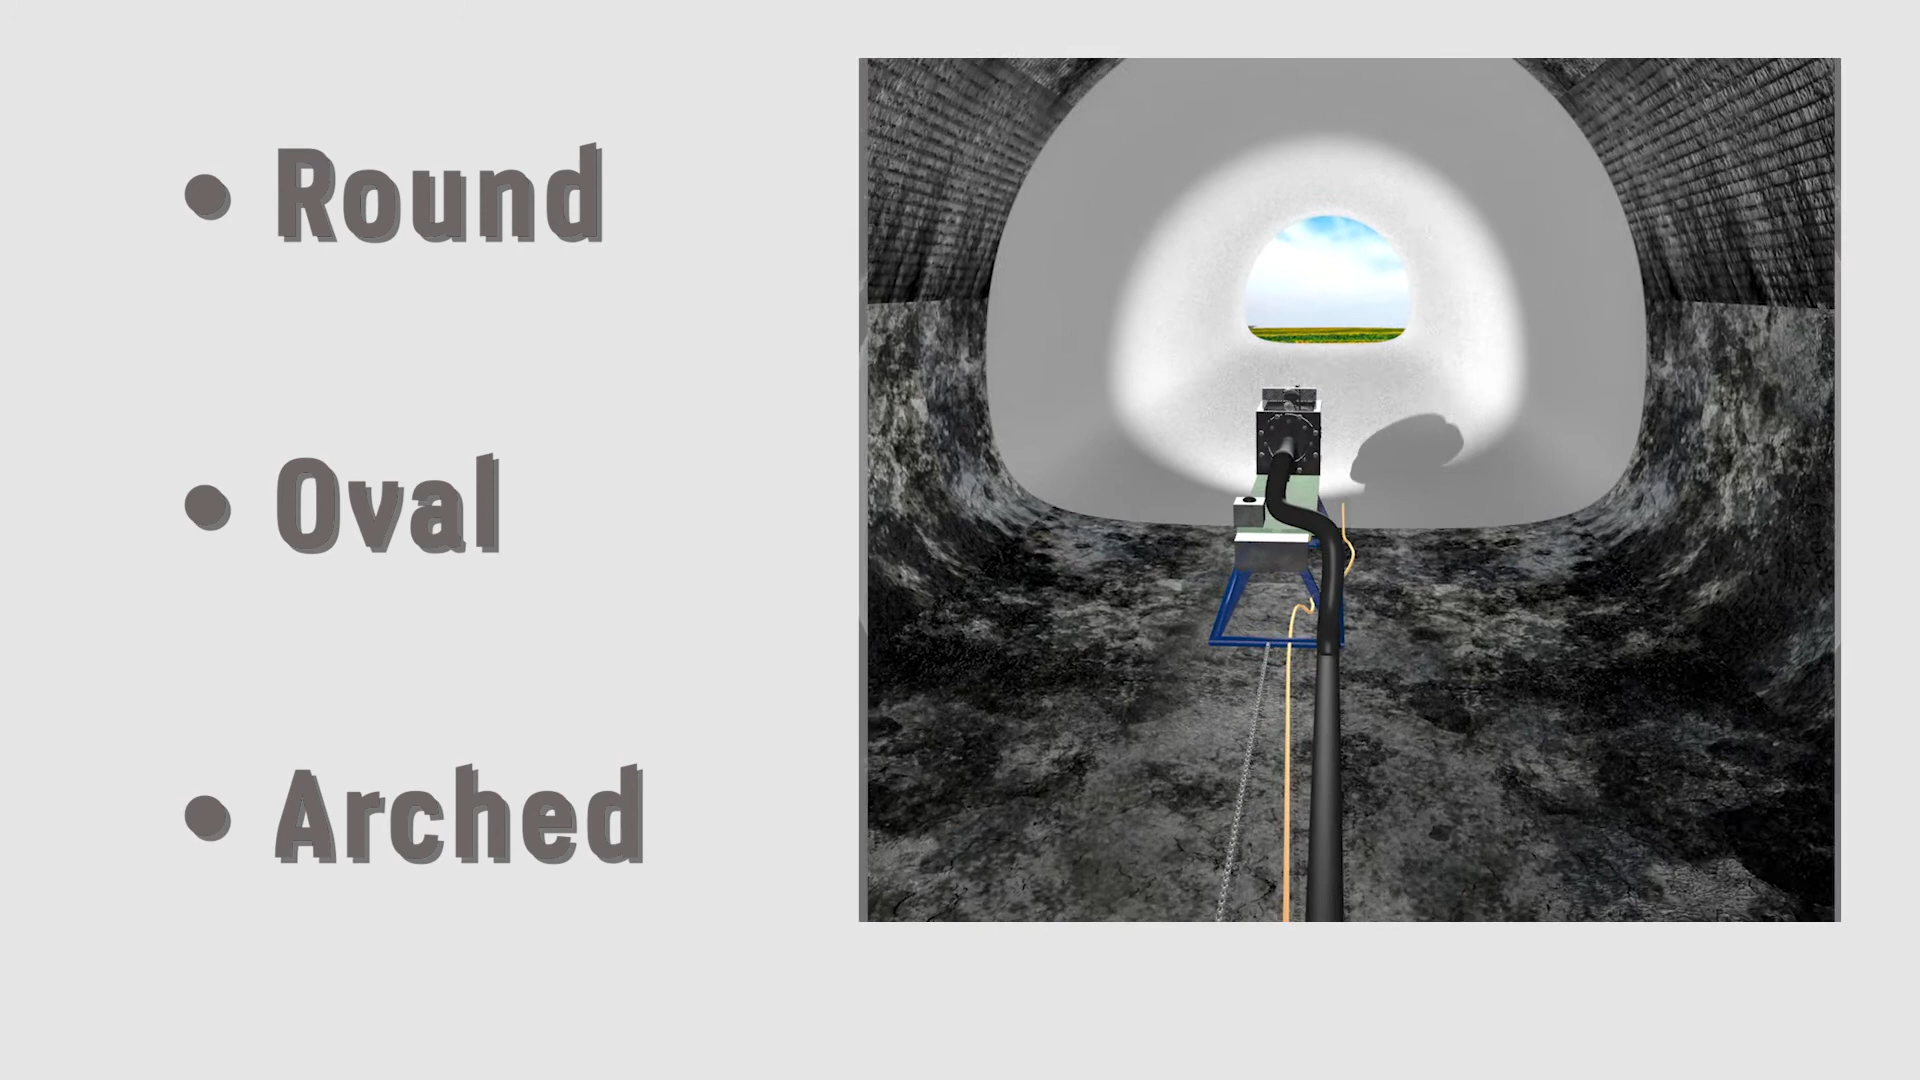 • Round
• Oval
• Arched